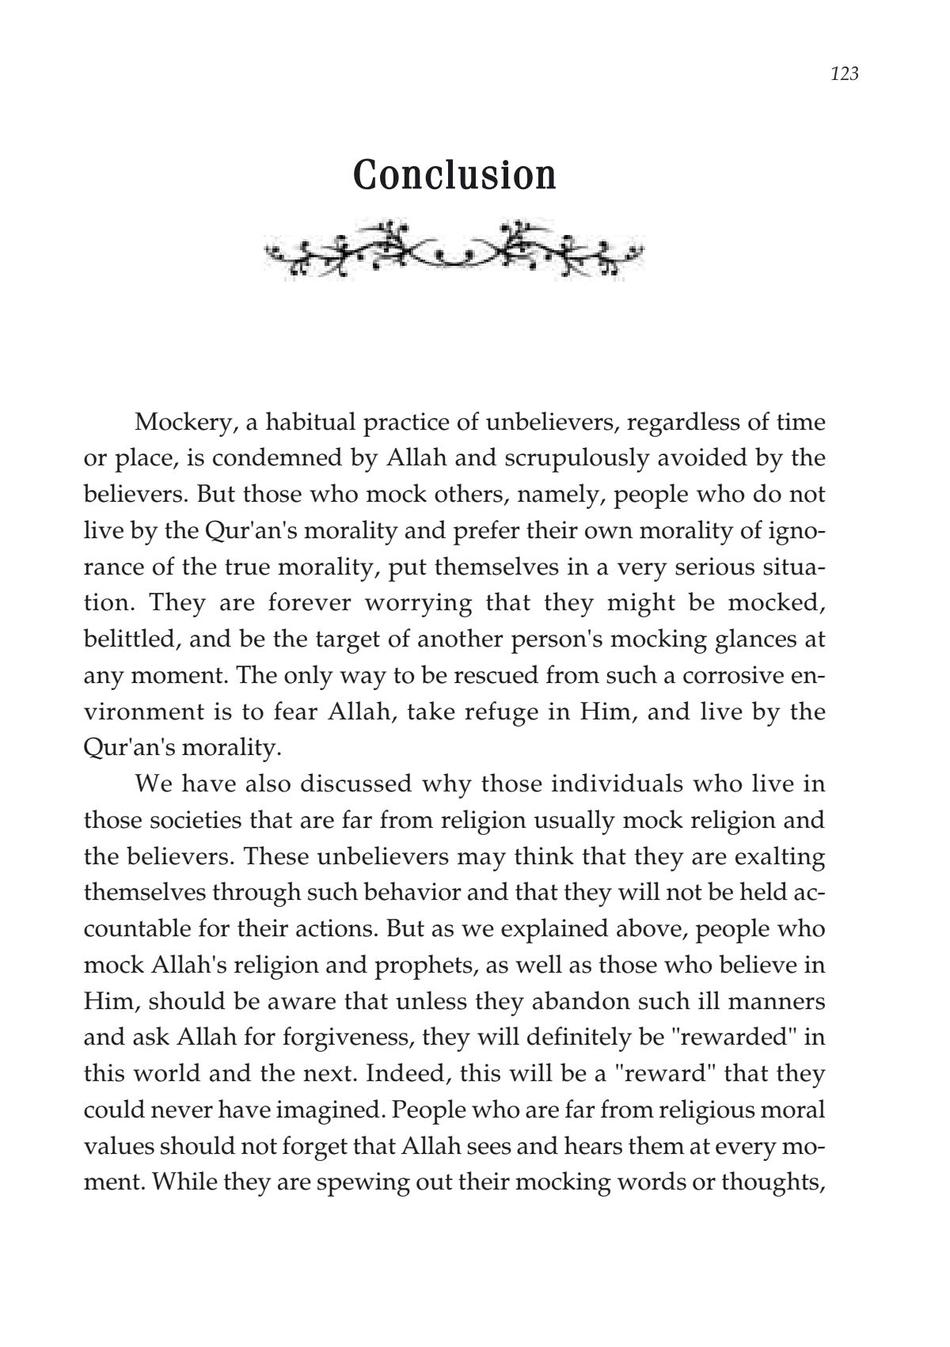 123
Conclusion
Mockery, a habitual practice of unbelievers, regardless of time
or place, is condemned by Allah and scrupulously avoided by the
believers. But those who mock others, namely, people who do not
live by the Qur'an's morality and prefer their own morality of igno-
rance of the true morality, put themselves in a very serious situa-
tion. They are forever worrying that they might be mocked,
belittled, and be the target of another person's mocking glances at
any moment. The only way to be rescued from such a corrosive en-
vironment is to fear Allah, take refuge in Him, and live by the
Qur'an's morality.
We have also discussed why those individuals who live in
those societies that are far from religion usually mock religion and
the believers. These unbelievers may think that they are exalting
themselves through such behavior and that they will not be held ac-
countable for their actions. But as we explained above, people who
mock Allah's religion and prophets, as well as those who believe in
Him, should be aware that unless they abandon such ill manners
and ask Allah for forgiveness, they will definitely be "rewarded" in
this world and the next. Indeed, this will be a "reward" that they
could never have imagined. People who are far from religious moral
values should not forget that Allah sees and hears them at every mo-
ment. While they are spewing out their mocking words or thoughts,